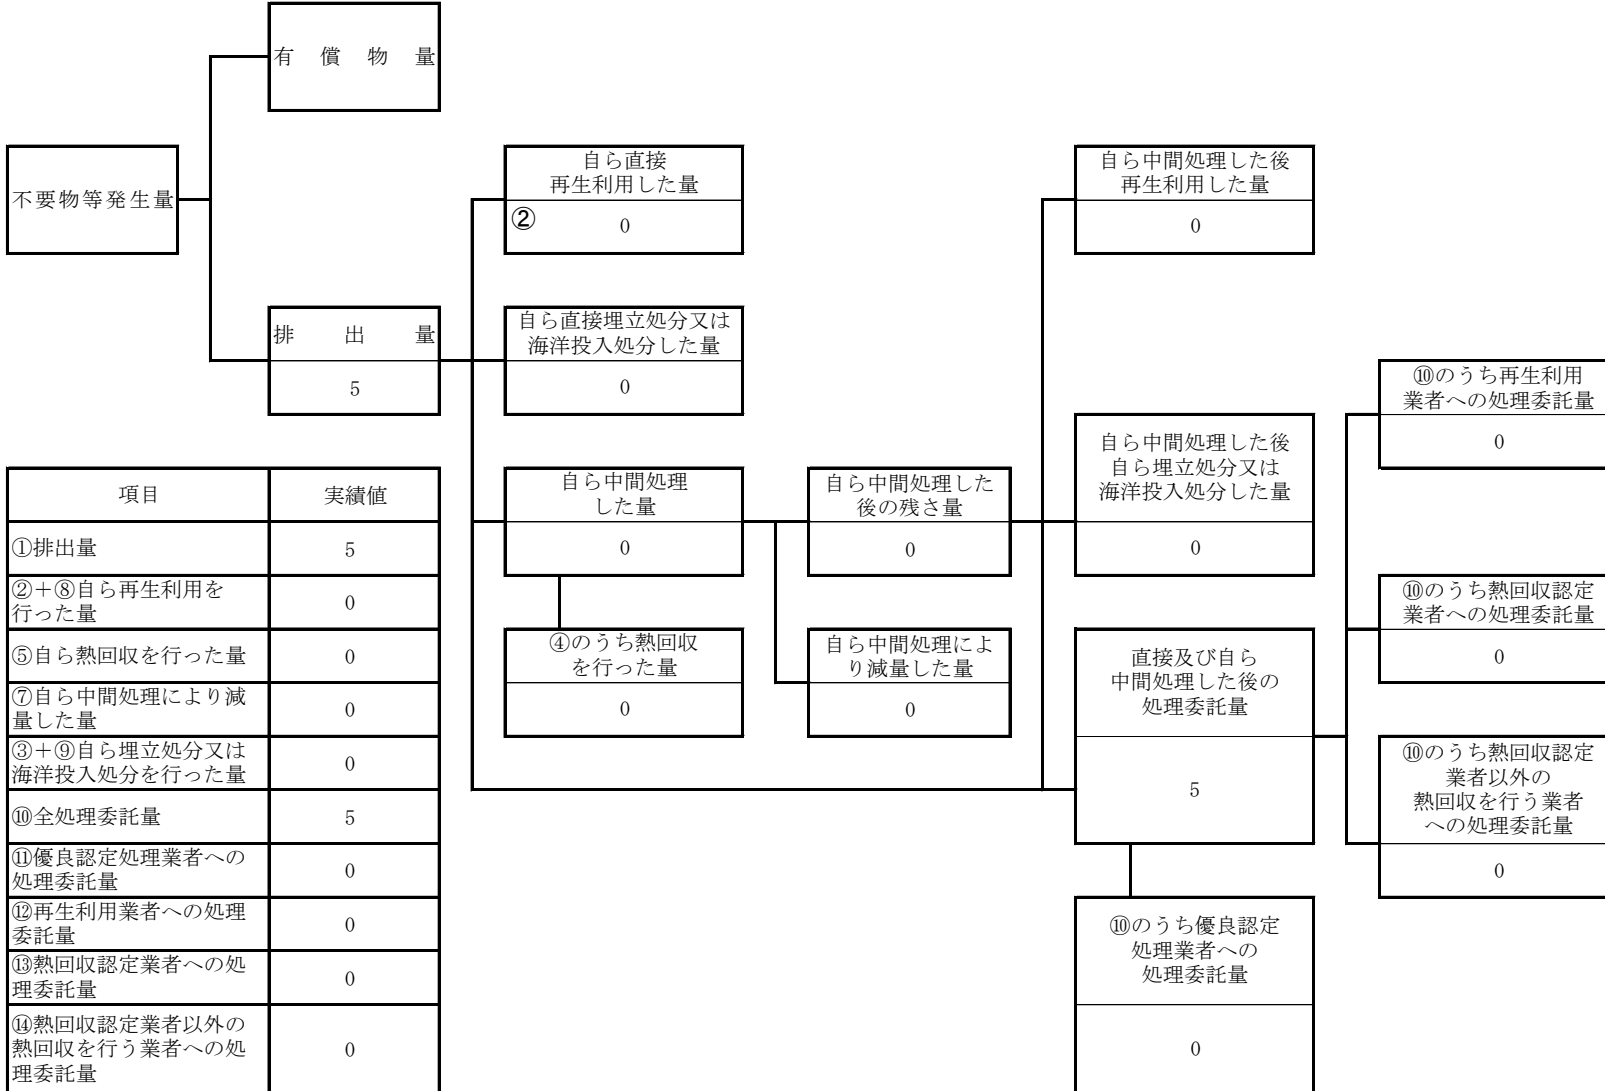 有償物量
不要物等発生量
排出量
5
自ら直接
再生利用した量
②
0
自ら直接埋立処分又は
海洋投入処分した量
0
自ら中間処理
した量
0
④のうち熱回収
を行った量
0
自ら中間処理した
後の残さ量
0
自ら中間処理によ
り減量した量
0
自ら中間処理した後
再生利用した量
0
自ら中間処理した後
自ら埋立処分又は
海洋投入処分した量
0
直接及び自ら
中間処理した後の
処理委託量
5
⑩のうち優良認定
処理業者への
処理委託量
0
⑩のうち再生利用
業者への処理委託量
0
⑩のうち熱回収認定
業者への処理委託量
0
⑩のうち熱回収認定
業者以外の
熱回収を行う業者
への処理委託量
0
項目 実績値
①排出量 5
②+⑧自ら再生利用を
行った量 0
⑤自ら熱回収を行った量 0
⑦自ら中間処理により減
量した量 0
③+⑨自ら埋立処分又は
海洋投入処分を行った量 0
⑩全処理委託量 5
⑪優良認定処理業者への
処理委託量 0
⑫再生利用業者への処理
委託量 0
⑬熱回収認定業者への処
理委託量 0
⑭熱回収認定業者以外の
熱回収を行う業者への処
理委託量 0